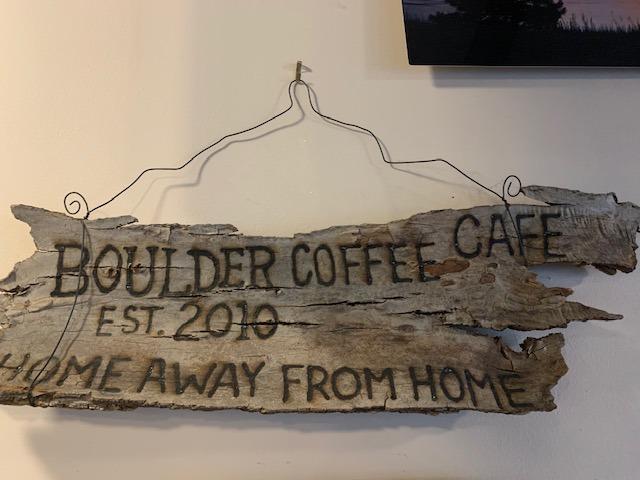 BOULDER COFFEE CAFE
EST. 2010
HOME AWAY FROM HOME